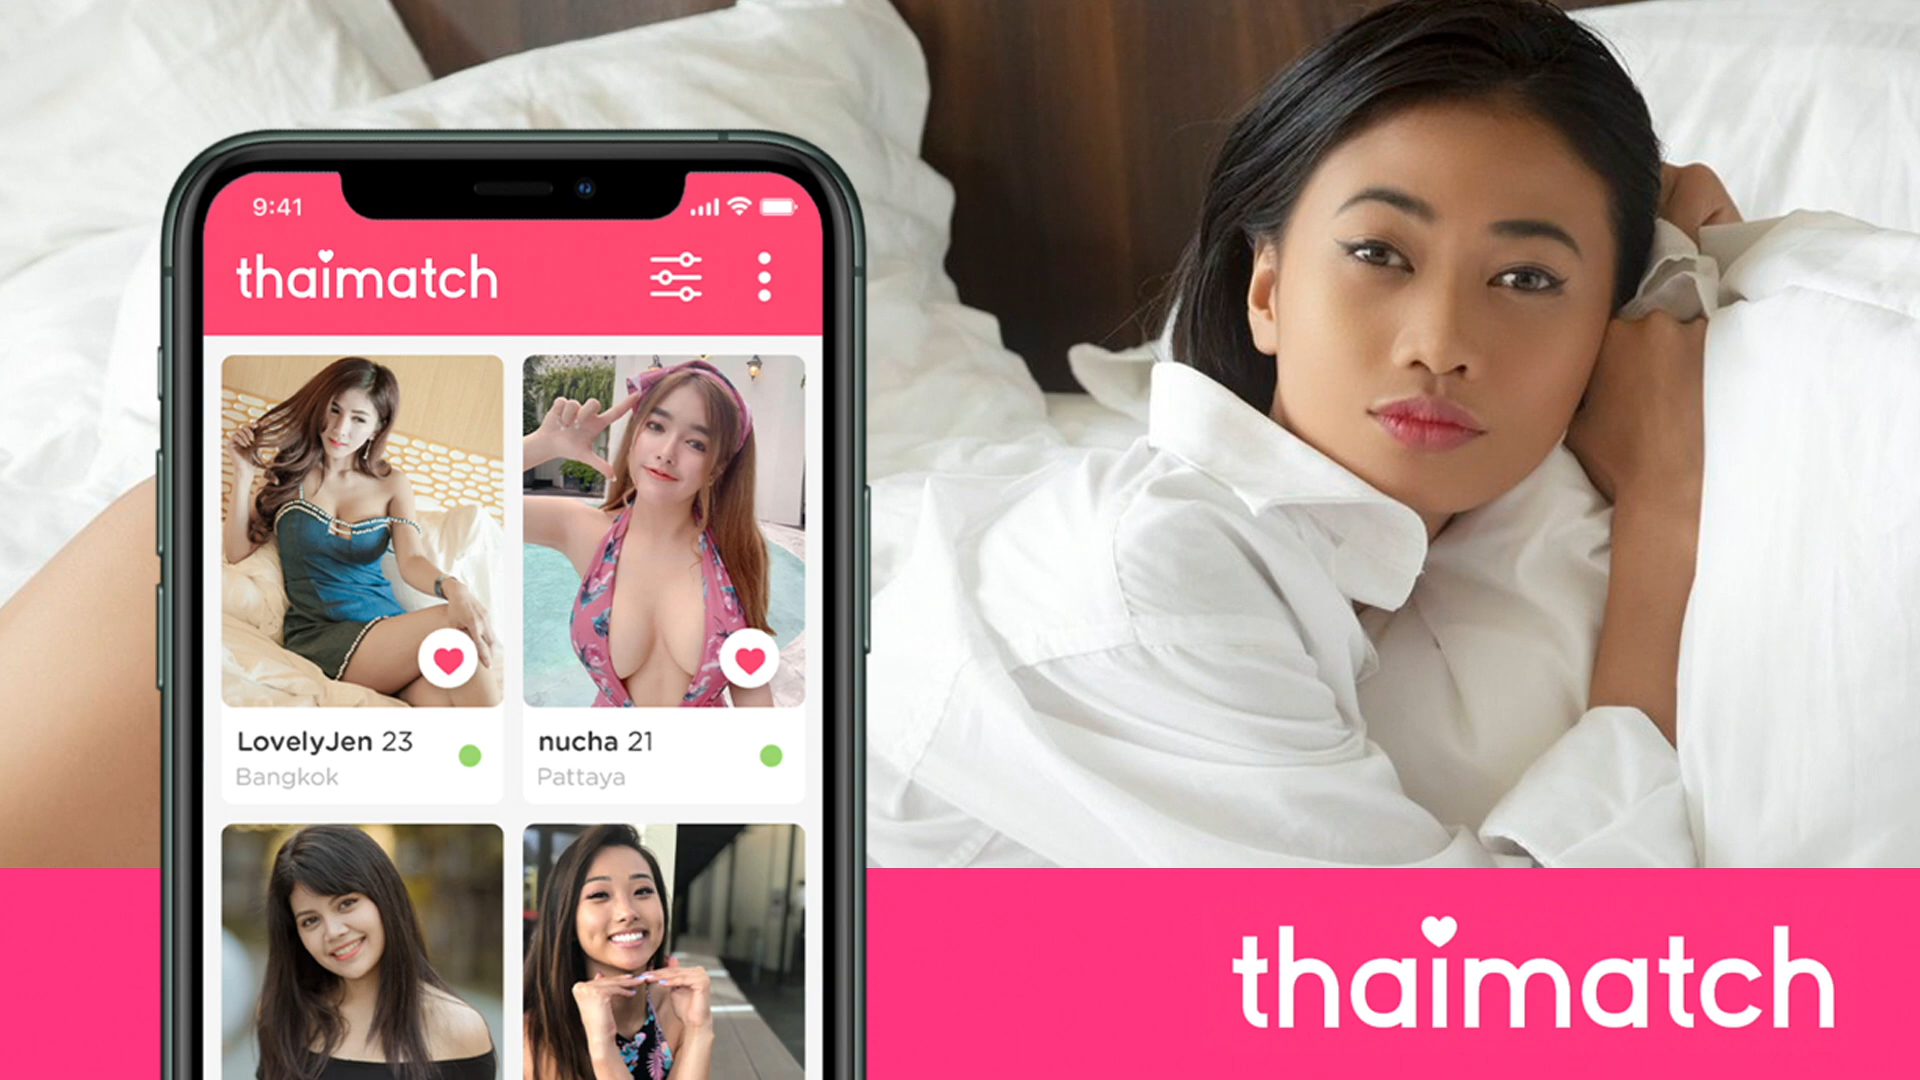 9:41
thaimatch
LovelyJen 23
Bangkok
nucha 21
Pattaya
thaimatch